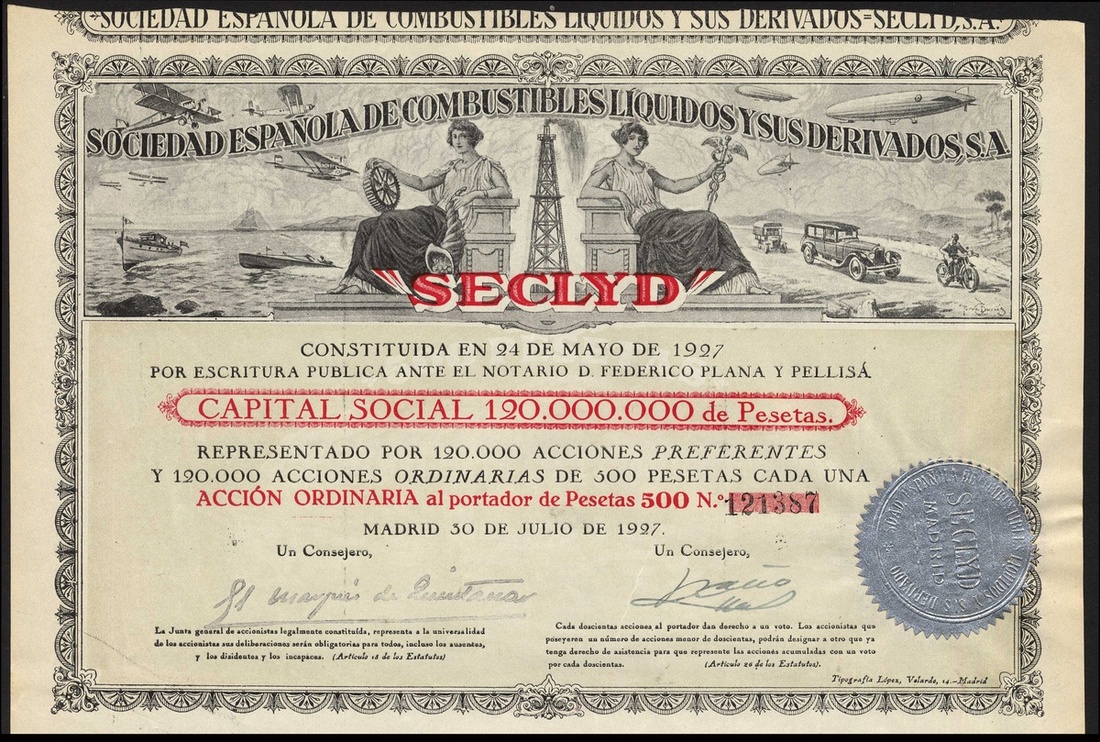 SOCIEDAD ESPAÑOLA DE COMBUSTIBLES LIQUIDOS Y SUS DERIVADOS=SECLYD, S.A.
SOCIEDAD ESPAÑOLA DE COMBUSTIBLES LÍQUIDOS Y SUS DERIVADOS, S.A.
"SECLYD"
CONSTITUIDA EN 24 DE MAYO DE 1927
POR ESCRITURA PUBLICA ANTE EL NOTARIO D. FEDERICO PLANA Y PELLISÁ
CAPITAL SOCIAL 120.000.000 de Pesetas.
REPRESENTADO POR 120.000 ACCIONES PREFERENTES
Y 120.000 ACCIONES ORDINARIAS DE 500 PESETAS CADA UNA
ACCIÓN ORDINARIA al portador de Pesetas 500 N.º 121387
MADRID 30 DE JULIO DE 1927.
Un Consejero,
Un Consejero,
El marqués de Quintanar
La Junta general de accionistas legalmente constituída, representa a la universalidad
de los accionistas sus deliberaciones serán obligatorias para todos, incluso los ausentes,
y los disidentes y los incapaces. (Artículo 18 de los Estatutos)
Cada doscientas acciones al portador dan derecho a un voto. Los accionistas que
poseyeren un número de acciones menor de doscientas, podrán designar a otro que ya
tenga derecho de asistencia para que represente las acciones acumuladas con un voto
por cada doscientas. (Artículo 26 de los Estatutos).
SECLYD
MADRID
Tipografía López, Velarde, 14.-Madrid